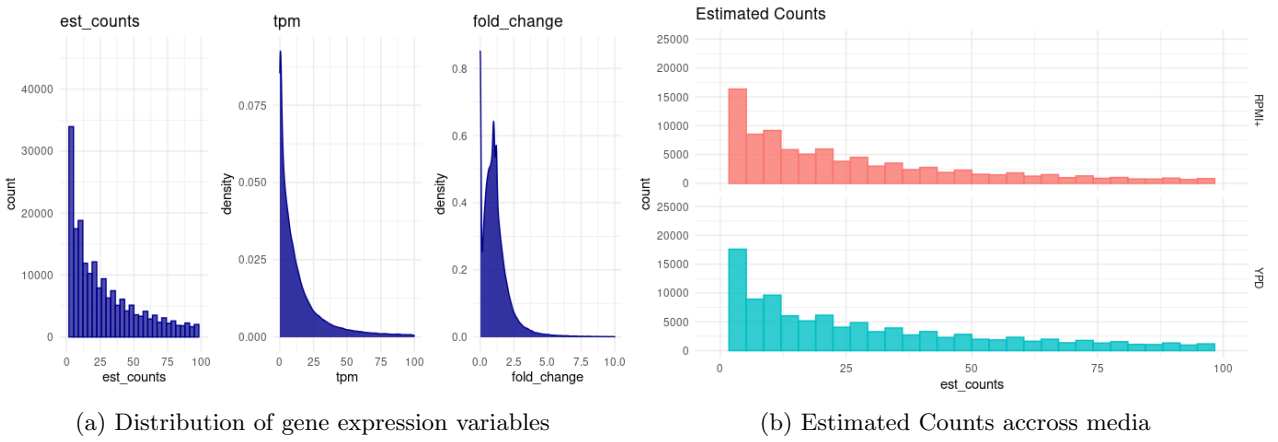 est_counts
count
40000
30000
20000
10000
0
0 25 50 75 100
est_counts
tpm
density
0.075
0.050
0.025
0.000
0 25 50 75 100
tpm
fold_change
density
0.8
0.6
0.4
0.2
0.0
0.0 2.5 5.0 7.5 10.0
fold_change
(a) Distribution of gene expression variables
Estimated Counts
count
25000
20000
15000
10000
5000
0
RPMI+
25000
20000
15000
10000
5000
0
YPD
0 25 50 75 100
est_counts
(b) Estimated Counts accross media